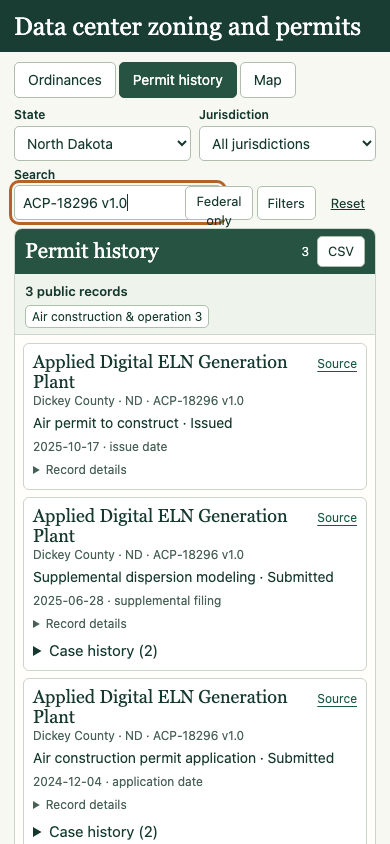 Data center zoning and permits
Ordinances
Permit history
Map
State
Jurisdiction
North Dakota
All jurisdictions
Search
ACP-18296 v1.0
Federal
only
Filters
Reset
Permit history
3
CSV
3 public records
Air construction & operation 3
Applied Digital ELN Generation
Plant
Source
Dickey County · ND · ACP-18296 v1.0
Air permit to construct · Issued
2025-10-17 · issue date
Record details
Applied Digital ELN Generation
Plant
Source
Dickey County · ND · ACP-18296 v1.0
Supplemental dispersion modeling · Submitted
2025-06-28 · supplemental filing
Record details
Case history (2)
Applied Digital ELN Generation
Plant
Source
Dickey County · ND · ACP-18296 v1.0
Air construction permit application · Submitted
2024-12-04 · application date
Record details
Case history (2)